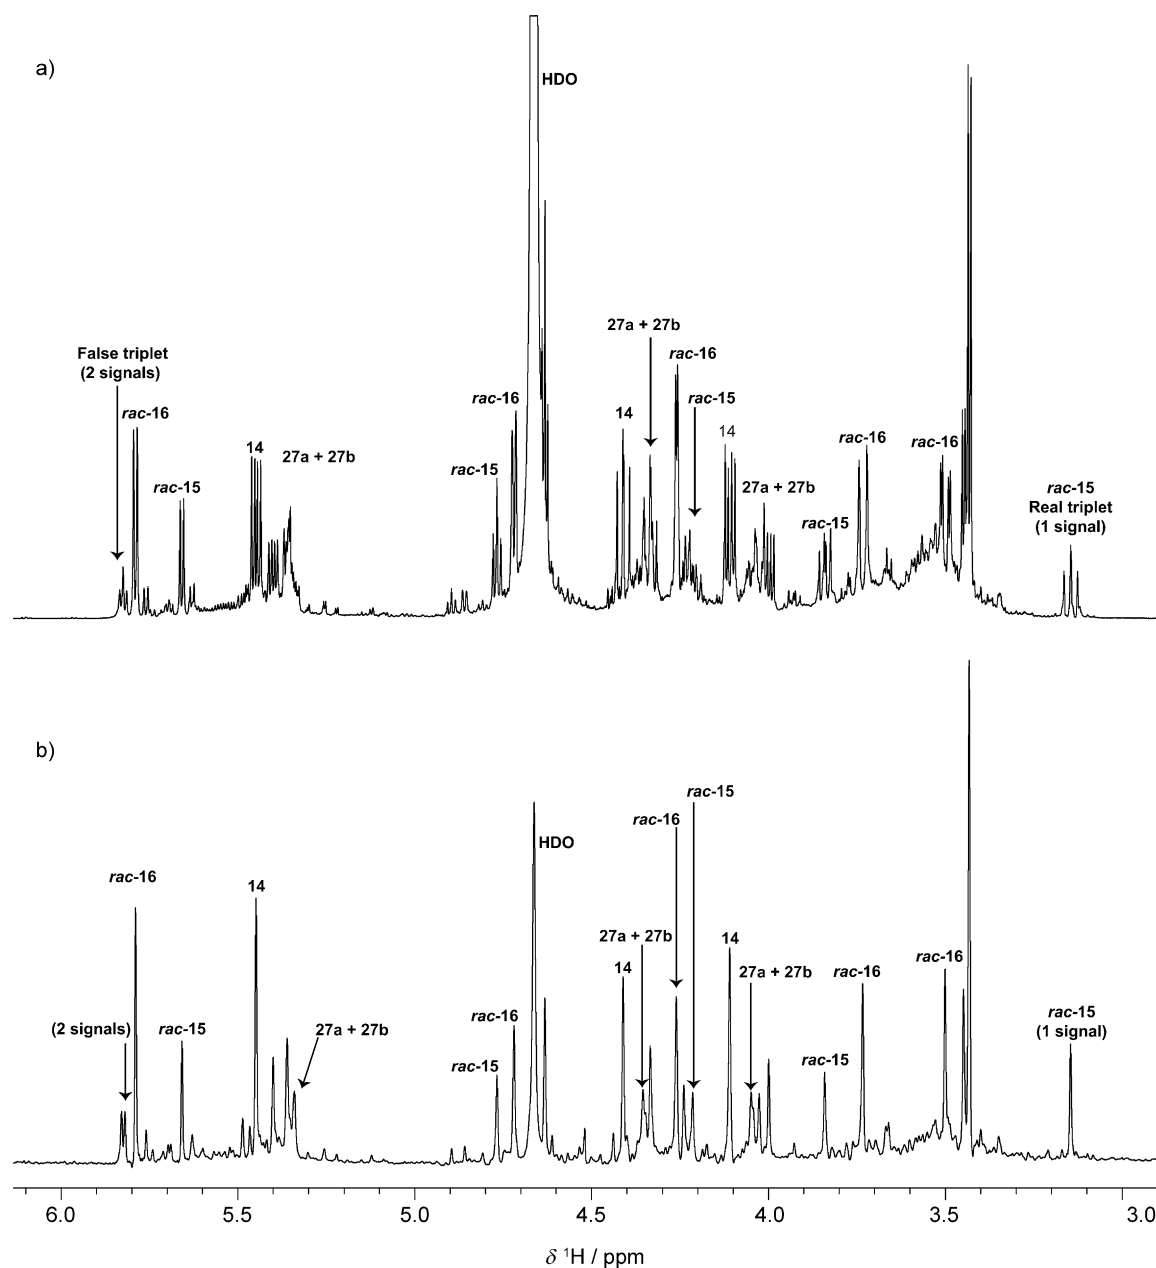 a)
HDO
False triplet
(2 signals)
rac-16
rac-15
14
27a + 27b
rac-16
rac-15
27a + 27b
14
rac-16
rac-15
14
27a + 27b
rac-15
rac-16
rac-16
rac-15
Real triplet
(1 signal)
b)
HDO
(2 signals)
rac-16
rac-15
14
27a + 27b
rac-16
rac-15
27a + 27b
14
rac-16
rac-15
14
27a + 27b
rac-15
rac-16
rac-16
rac-15
(1 signal)
6.0 5.5 5.0 4.5 4.0 3.5 3.0
δ ¹H / ppm